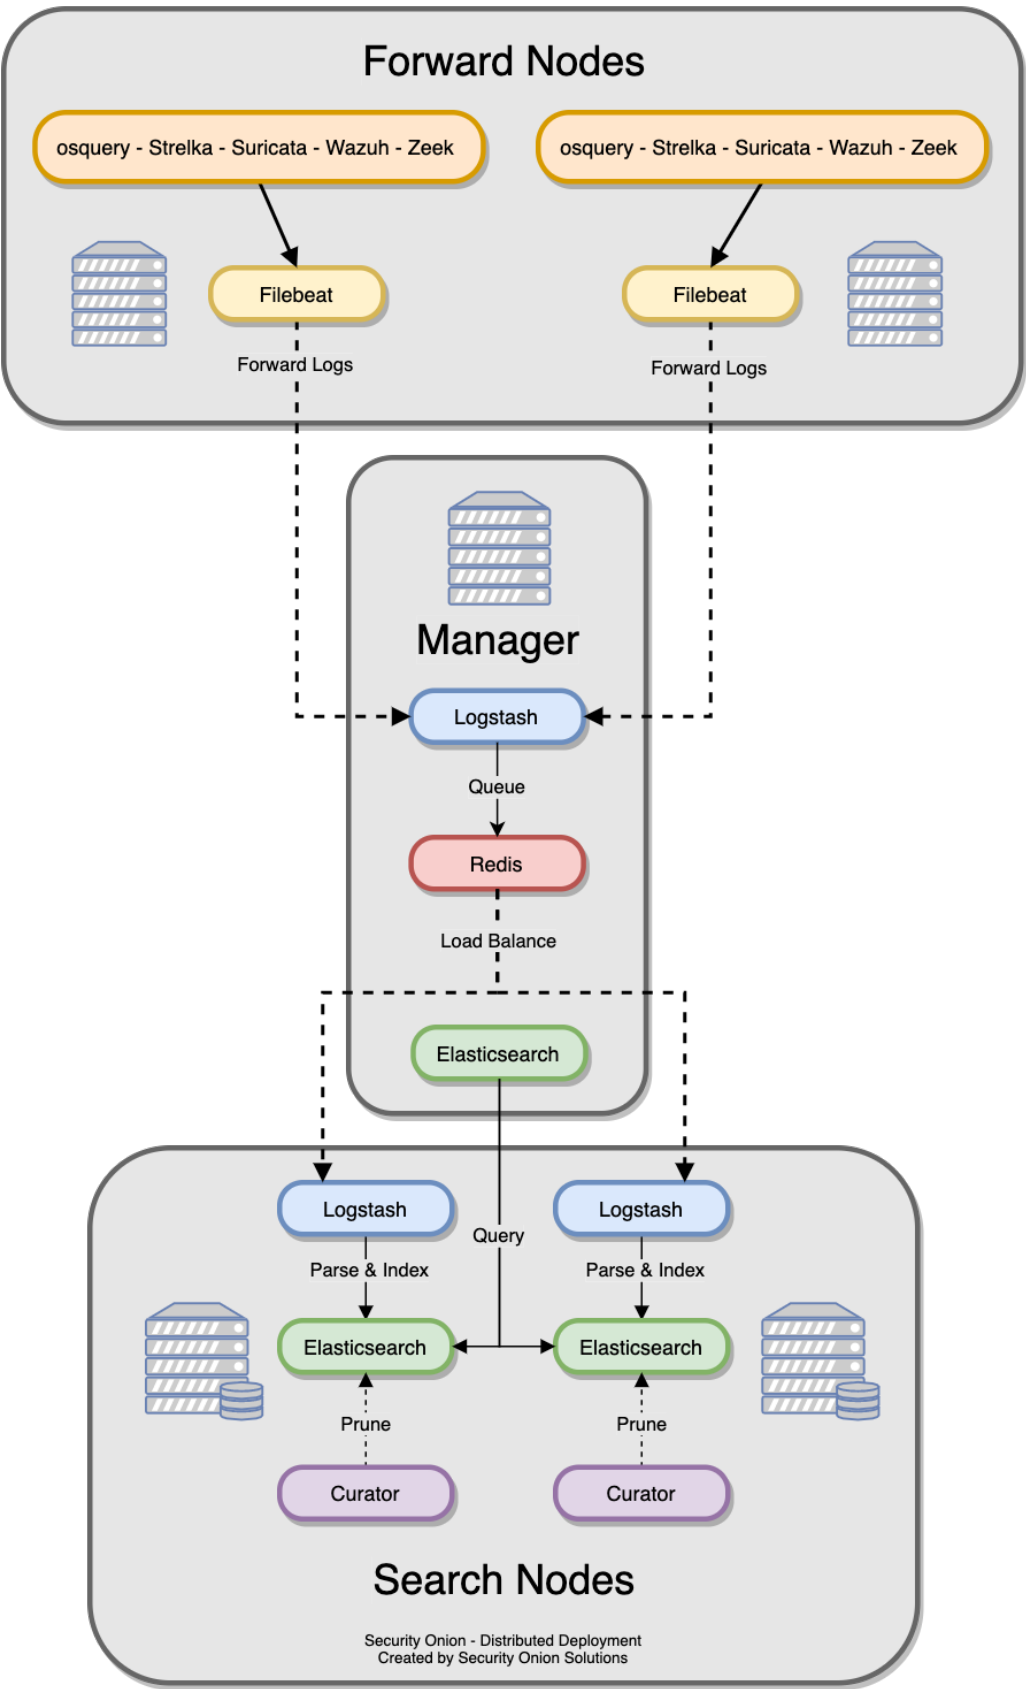 Forward Nodes
osquery - Strelka - Suricata - Wazuh - Zeek
osquery - Strelka - Suricata - Wazuh - Zeek
Filebeat
Filebeat
Forward Logs
Forward Logs
Manager
Logstash
Queue
Redis
Load Balance
Elasticsearch
Logstash
Logstash
Query
Parse & Index
Parse & Index
Elasticsearch
Elasticsearch
Prune
Prune
Curator
Curator
Search Nodes
Security Onion - Distributed Deployment
Created by Security Onion Solutions